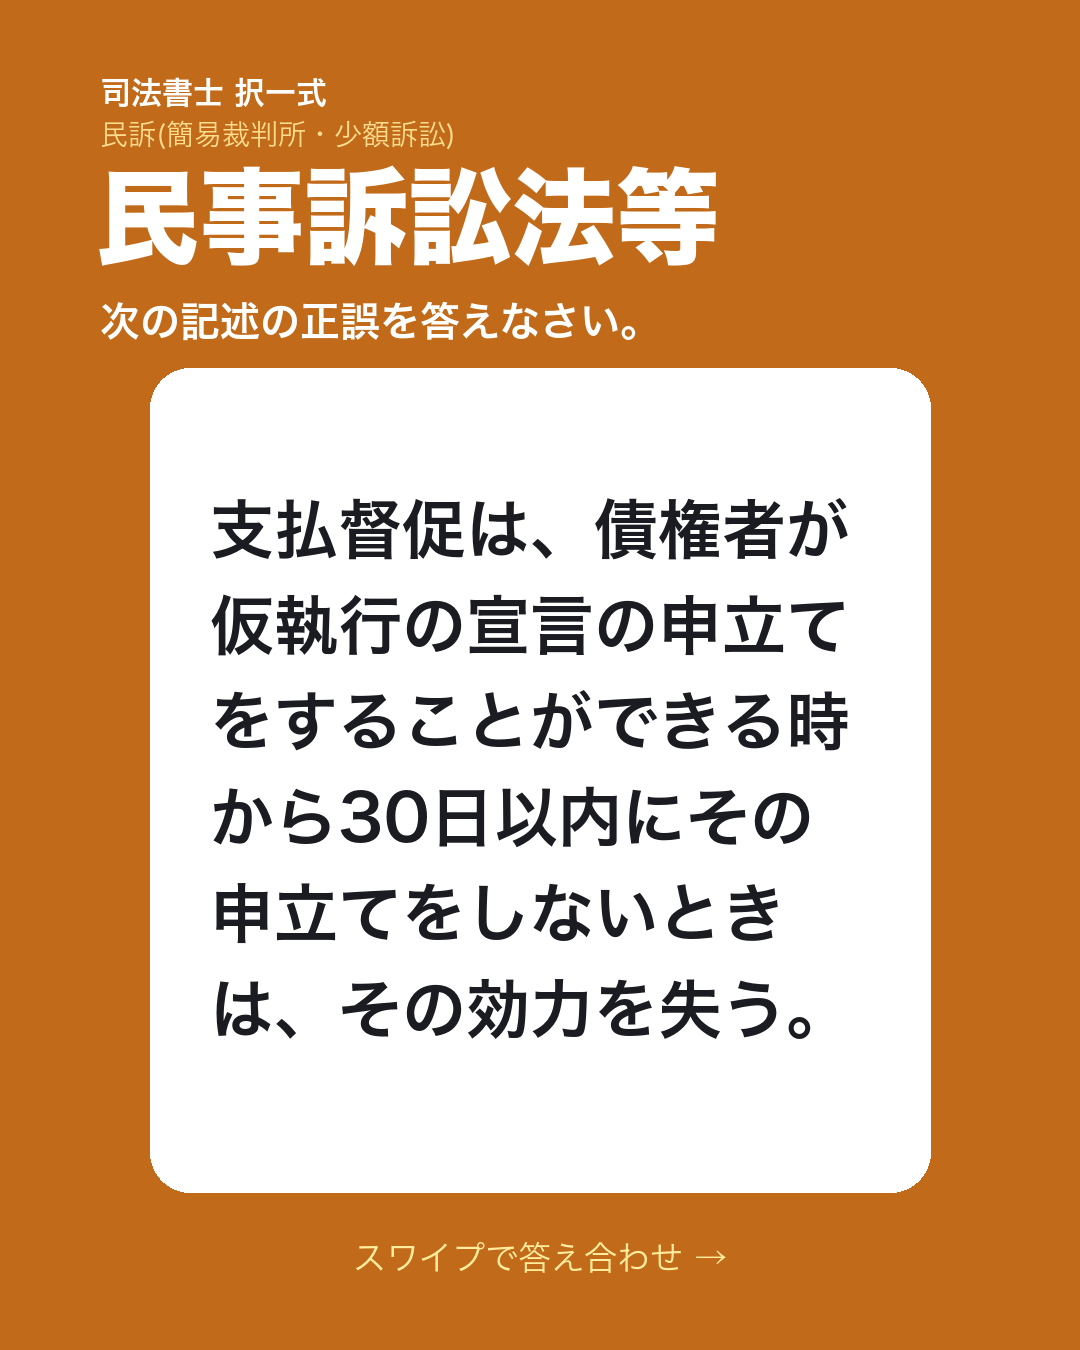 司法書士 択一式
民訴(簡易裁判所・少額訴訟)
民事訴訟法等
次の記述の正誤を答えなさい。
支払督促は、債権者が
仮執行の宣言の申立て
をすることができる時
から30日以内にその
申立てをしないとき
は、その効力を失う。
スワイプで答え合わせ →